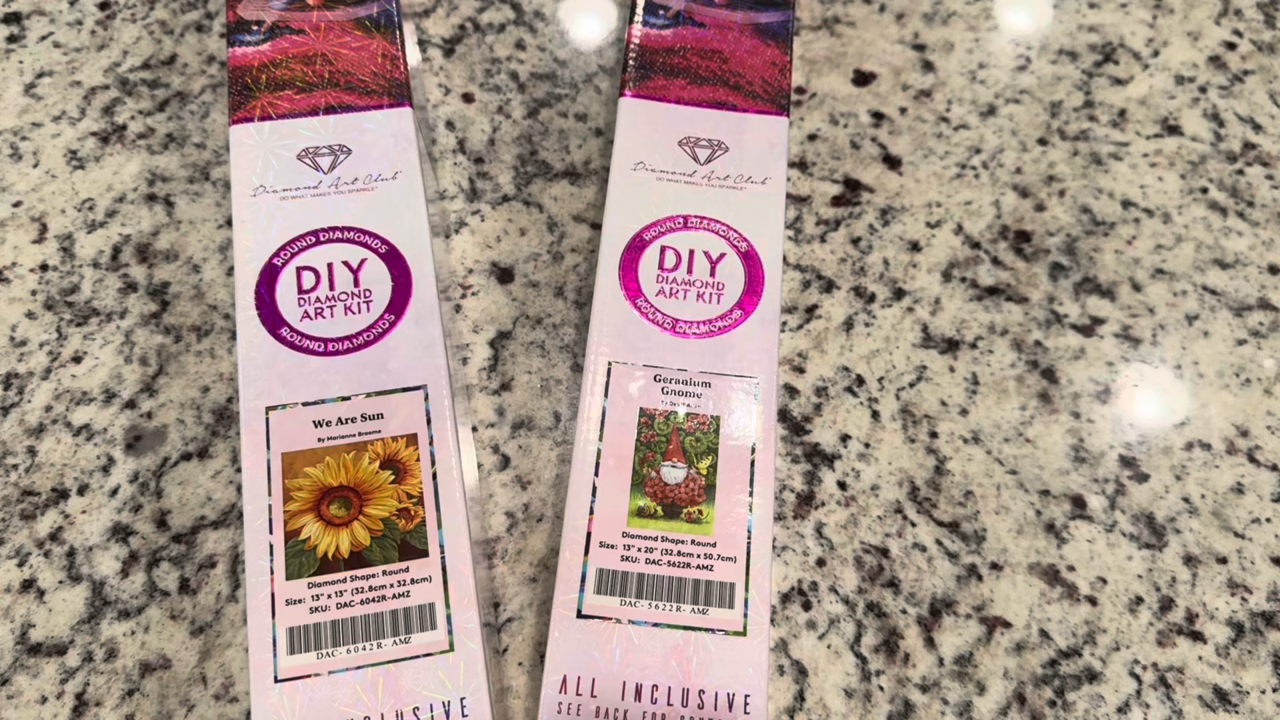 Diamond Art Club
DO WHAT MAKES YOU SPARKLE
ROUND DIAMONDS
DIY
DIAMOND
ART KIT
ROUND DIAMONDS
We Are Sun
By Marianne Broome
Diamond Shape: Round
Size: 13" x 13" (32.8cm x 32.8cm)
SKU: DAC-6042R-AMZ
DAC- 6042R- AMZ
Diamond Art Club
DO WHAT MAKES YOU SPARKLE
ROUND DIAMONDS
DIY
DIAMOND
ART KIT
ROUND DIAMONDS
Geranium
Gnome
Diamond Shape: Round
Size: 13" x 20" (32.8cm x 50.7cm)
SKU: DAC-5622R-AMZ
DAC- 5622R- AMZ
ALL INCLUSIVE
SEE BACK FOR